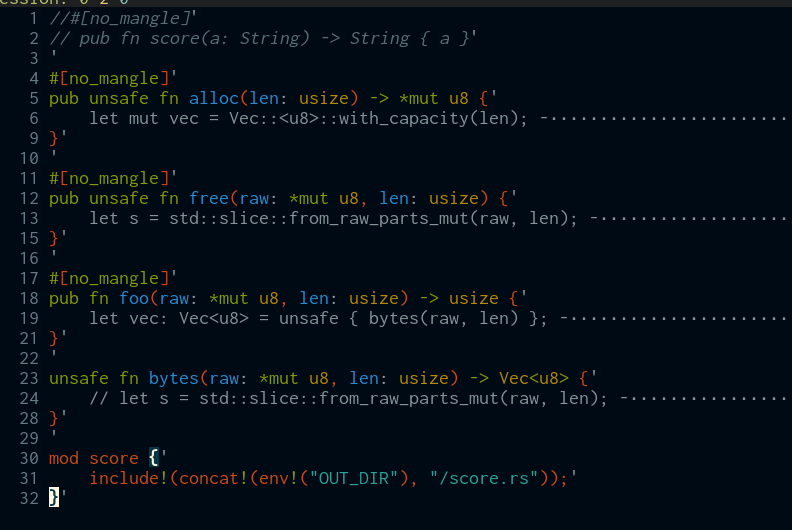 ession: 0 2 0
1 //#[no_mangle]'
2 // pub fn score(a: String) -> String { a }'
3 '
4 #[no_mangle]'
5 pub unsafe fn alloc(len: usize) -> *mut u8 {'
6     let mut vec = Vec::<u8>::with_capacity(len); -························
9 }'
10 '
11 #[no_mangle]'
12 pub unsafe fn free(raw: *mut u8, len: usize) {'
13     let s = std::slice::from_raw_parts_mut(raw, len); -···················
15 }'
16 '
17 #[no_mangle]'
18 pub fn foo(raw: *mut u8, len: usize) -> usize {'
19     let vec: Vec<u8> = unsafe { bytes(raw, len) }; -······················
21 }'
22 '
23 unsafe fn bytes(raw: *mut u8, len: usize) -> Vec<u8> {'
24     // let s = std::slice::from_raw_parts_mut(raw, len); -················
28 }'
29 '
30 mod score {'
31     include!(concat!(env!("OUT_DIR"), "/score.rs"));'
32 }'